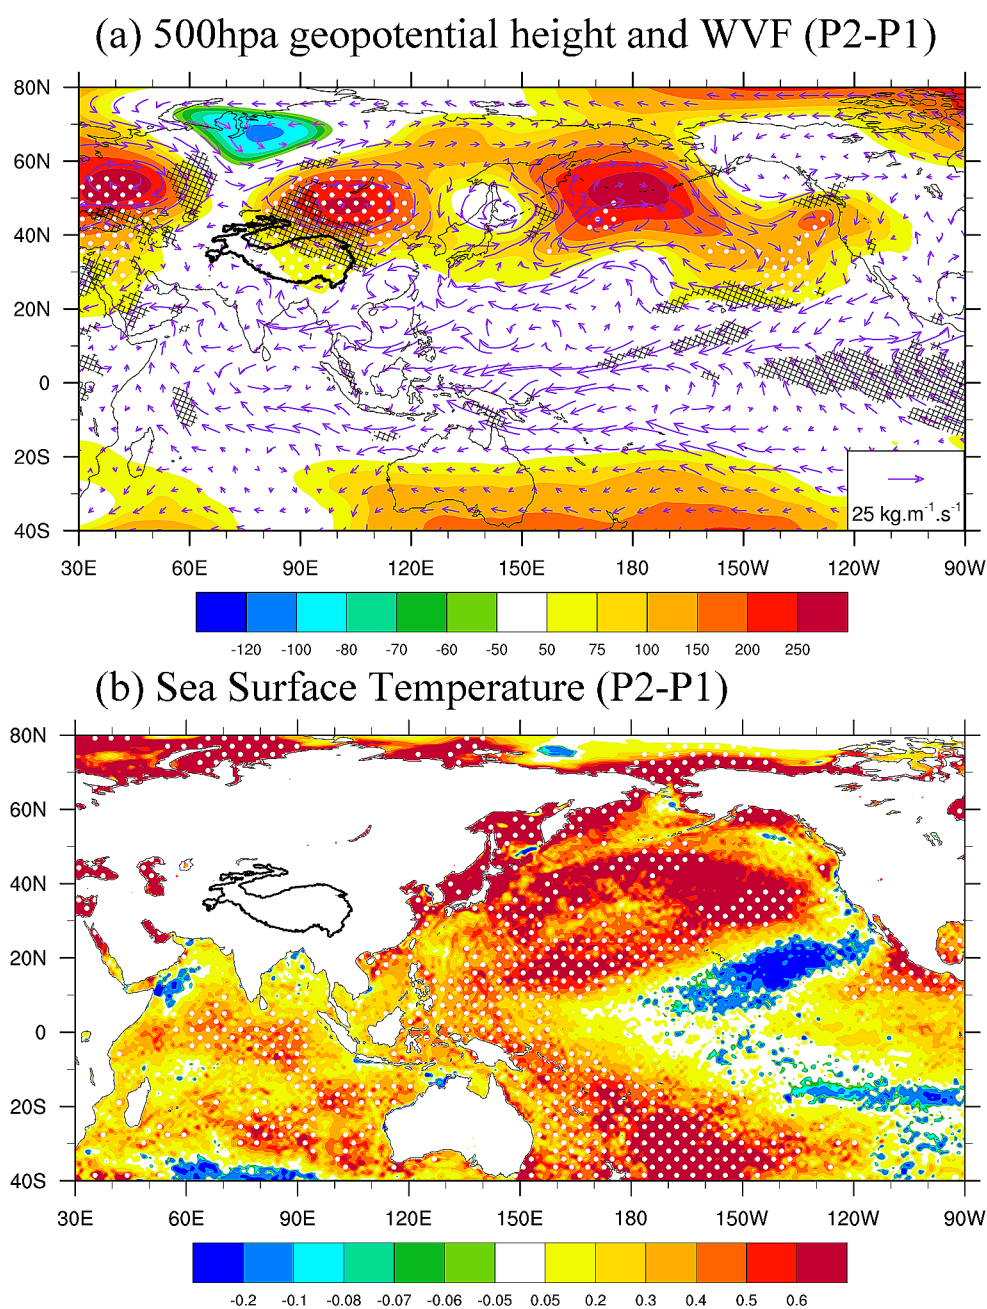 (a) 500hpa geopotential height and WVF (P2-P1)
80N
60N
40N
20N
0
20S
40S
25 kg.m⁻¹.s⁻¹
30E 60E 90E 120E 150E 180 150W 120W 90W
-120 -100 -80 -70 -60 -50 50 75 100 150 200 250
(b) Sea Surface Temperature (P2-P1)
80N
60N
40N
20N
0
20S
40S
30E 60E 90E 120E 150E 180 150W 120W 90W
-0.2 -0.1 -0.08 -0.07 -0.06 -0.05 0.05 0.2 0.3 0.4 0.5 0.6